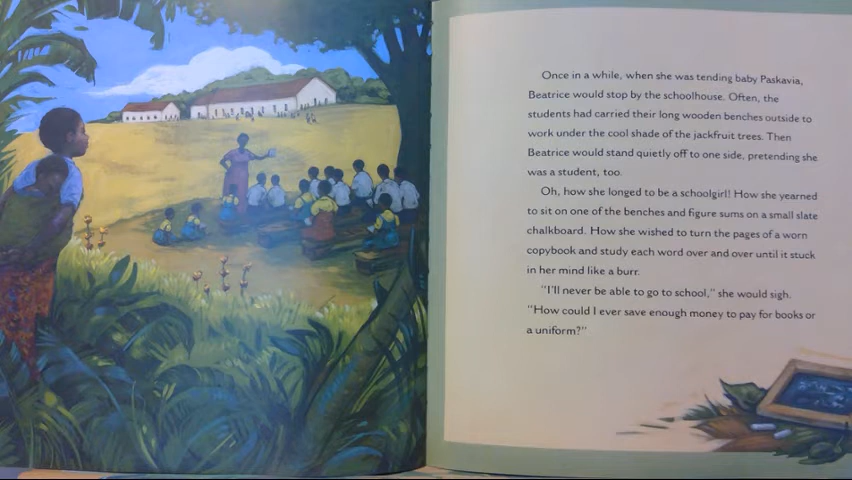 Once in a while, when she was tending baby Paskavia,
Beatrice would stop by the schoolhouse. Often, the
students had carried their long wooden benches outside to
work under the cool shade of the jackfruit trees. Then
Beatrice would stand quietly off to one side, pretending she
was a student, too.
Oh, how she longed to be a schoolgirl! How she yearned
to sit on one of the benches and figure sums on a small slate
chalkboard. How she wished to turn the pages of a worn
copybook and study each word over and over until it stuck
in her mind like a burr.
"I'll never be able to go to school," she would sigh.
"How could I ever save enough money to pay for books or
a uniform?"